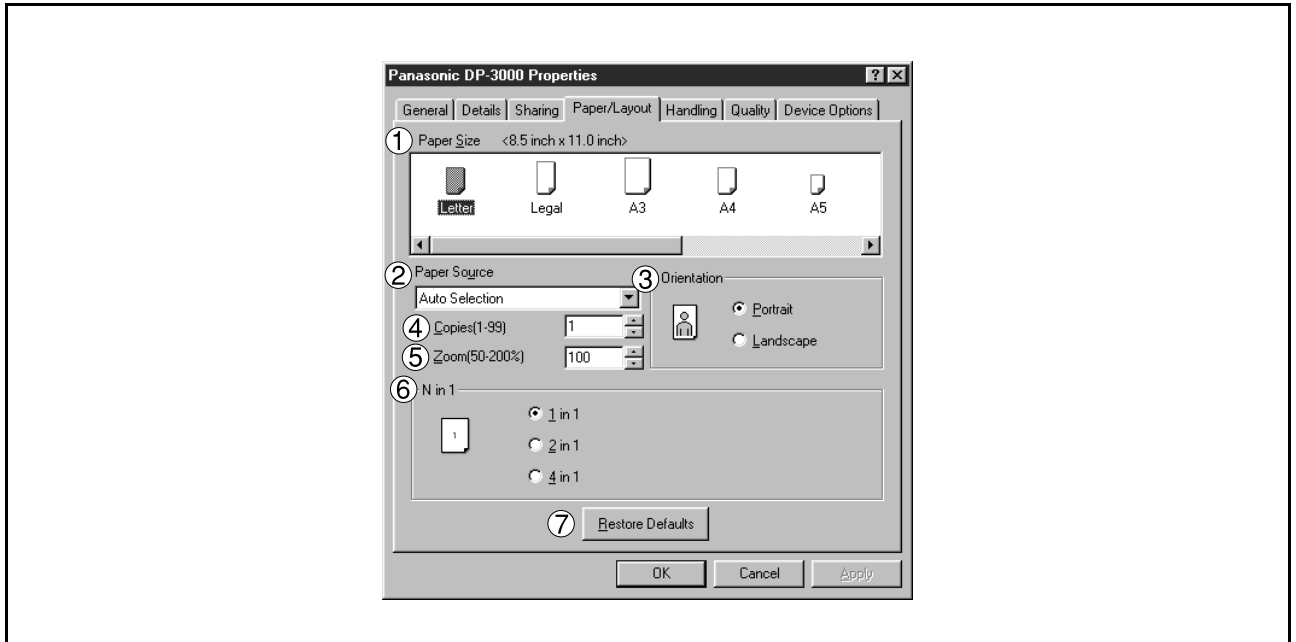 Panasonic DP-3000 Properties
General Details Sharing Paper/Layout Handling Quality Device Options
① Paper Size <8.5 inch x 11.0 inch>
Letter Legal A3 A4 A5
② Paper Source
Auto Selection
③ Orientation
Portrait
Landscape
④ Copies(1-99) 1
⑤ Zoom(50-200%) 100
⑥ N in 1
1
1 in 1
2 in 1
4 in 1
⑦ Restore Defaults
OK Cancel Apply